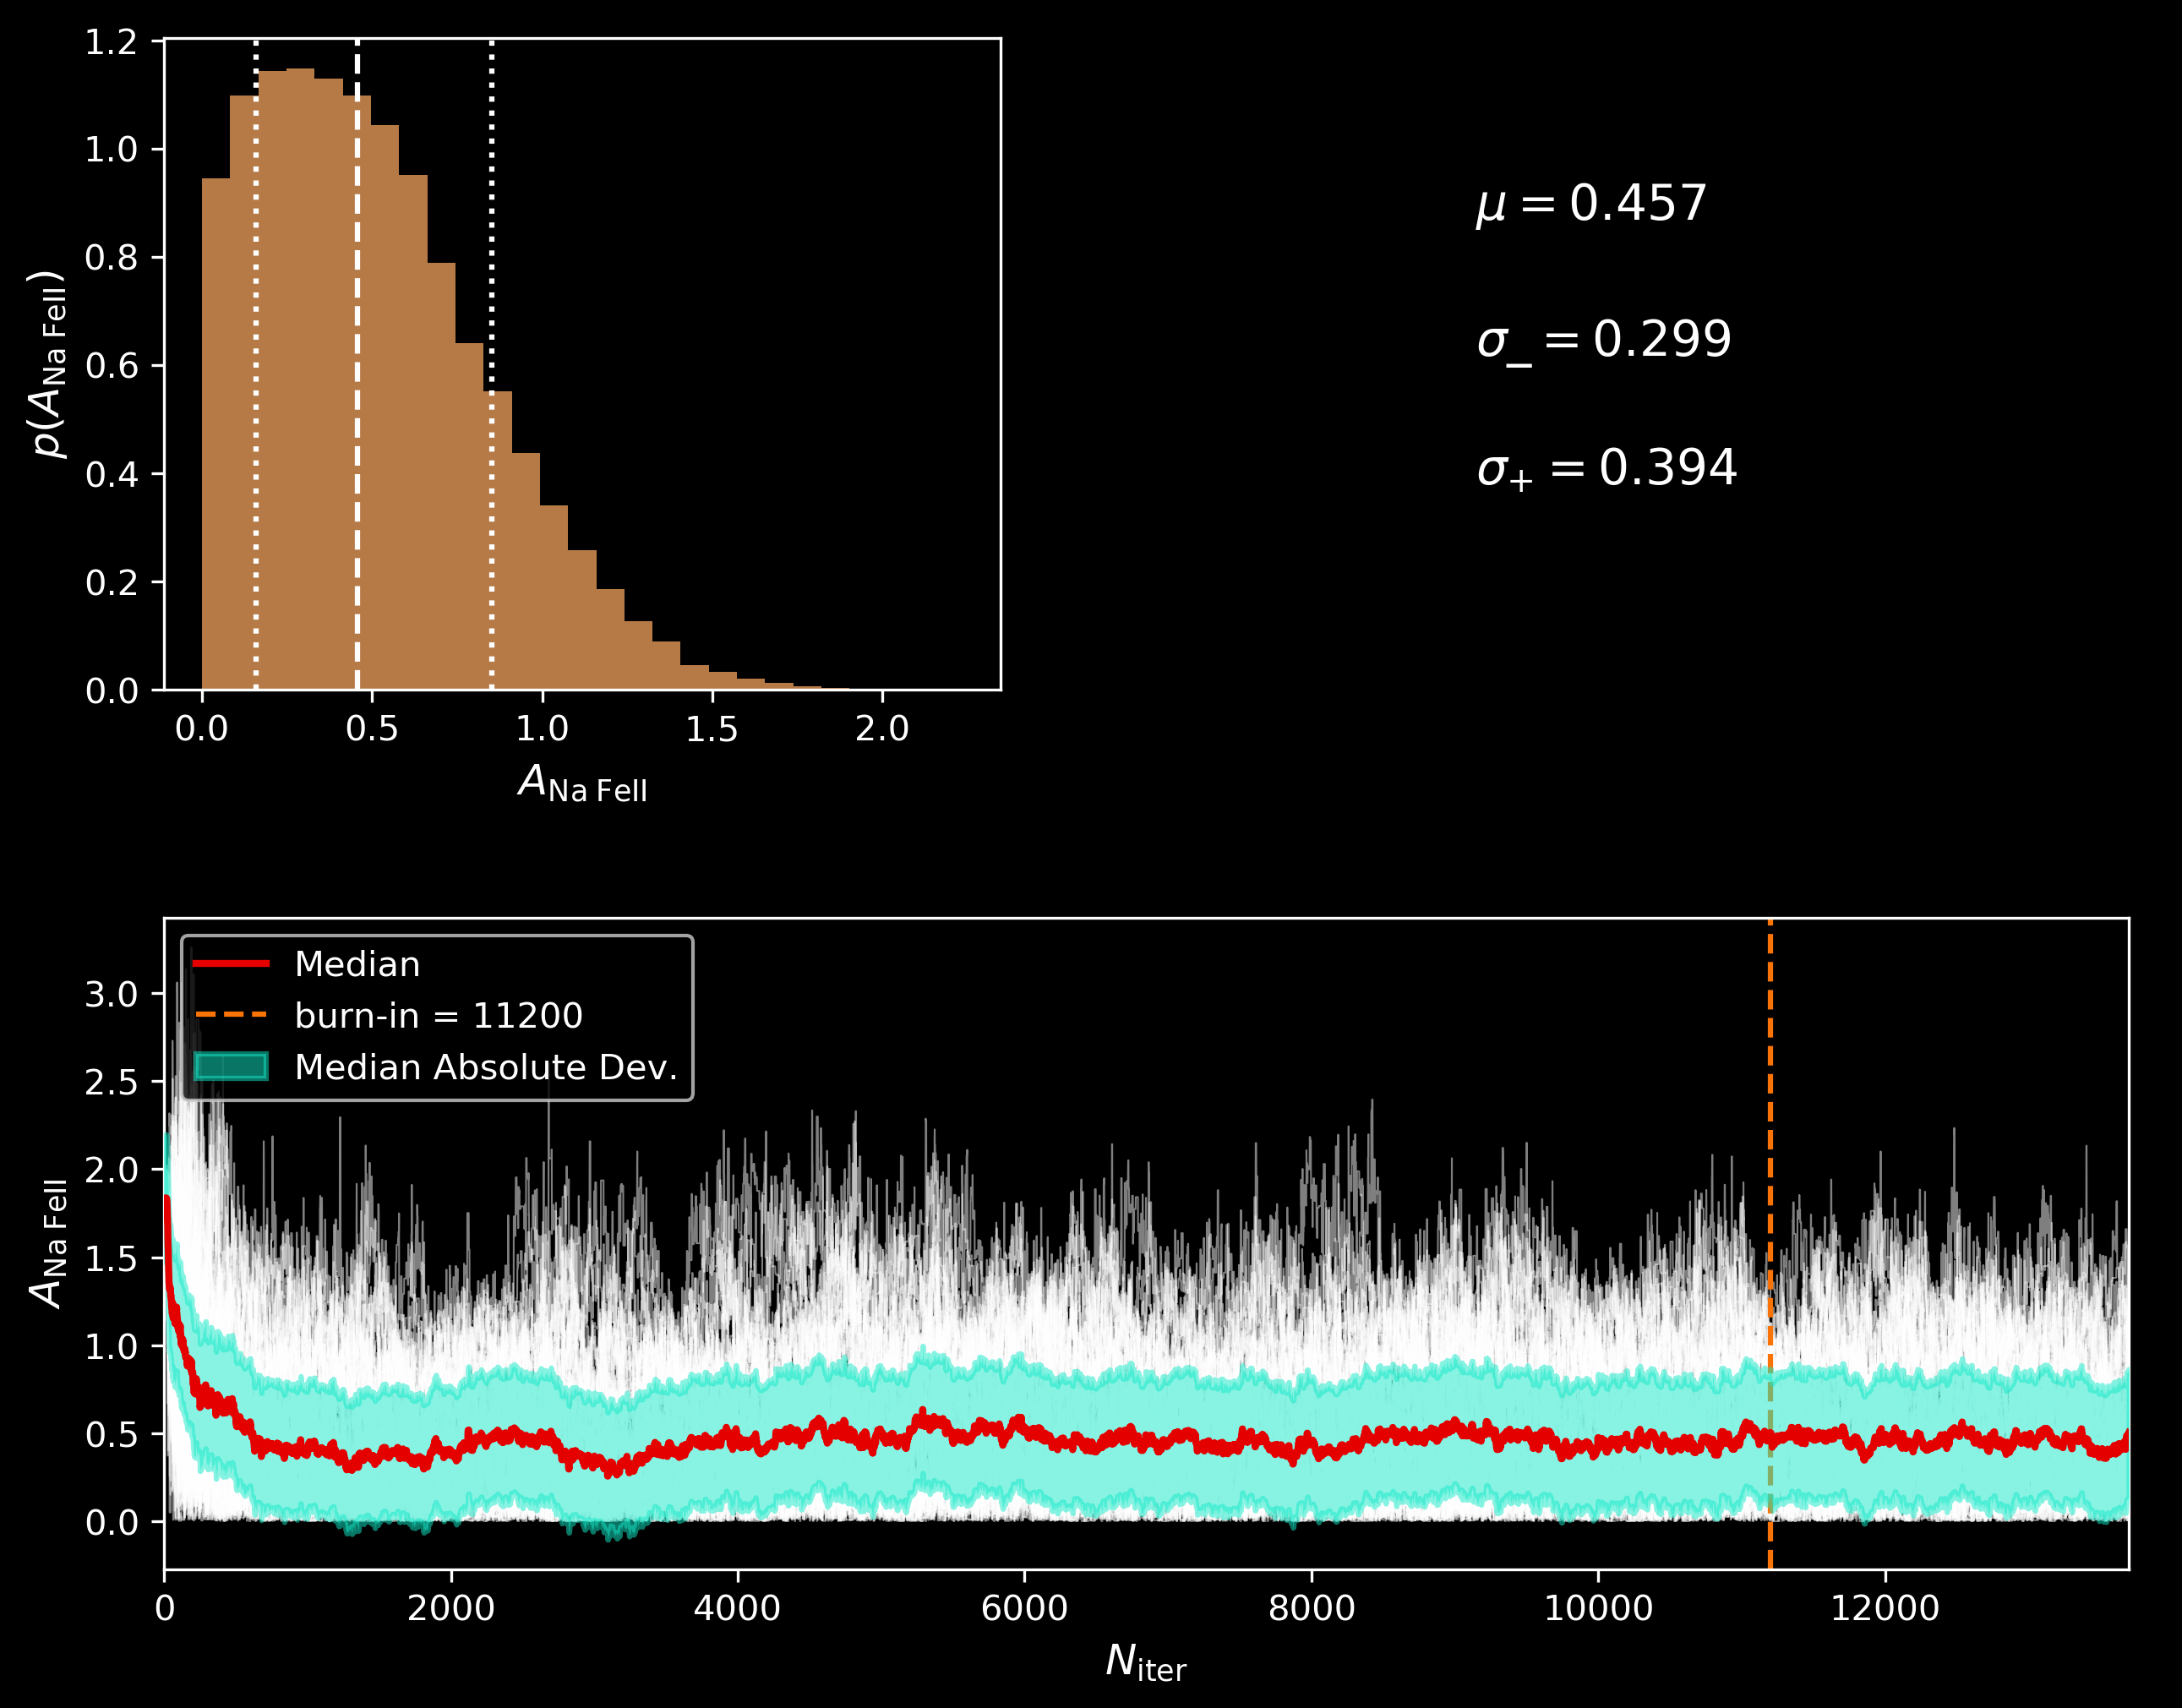 1.2
1.0
0.8
0.6
0.4
0.2
0.0
p(A_Na FeII)
0.0 0.5 1.0 1.5 2.0
A_Na FeII
μ = 0.457
σ_− = 0.299
σ_+ = 0.394
Median
burn-in = 11200
Median Absolute Dev.
3.0
2.5
2.0
1.5
1.0
0.5
0.0
A_Na FeII
0 2000 4000 6000 8000 10000 12000
N_iter